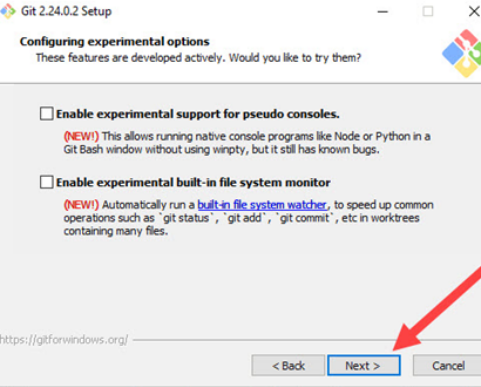 Git 2.24.0.2 Setup
Configuring experimental options
These features are developed actively. Would you like to try them?
Enable experimental support for pseudo consoles.
(NEW!) This allows running native console programs like Node or Python in a
Git Bash window without using winpty, but it still has known bugs.
Enable experimental built-in file system monitor
(NEW!) Automatically run a built-in file system watcher, to speed up common
operations such as `git status`, `git add`, `git commit`, etc in worktrees
containing many files.
https://gitforwindows.org/
< Back
Next >
Cancel